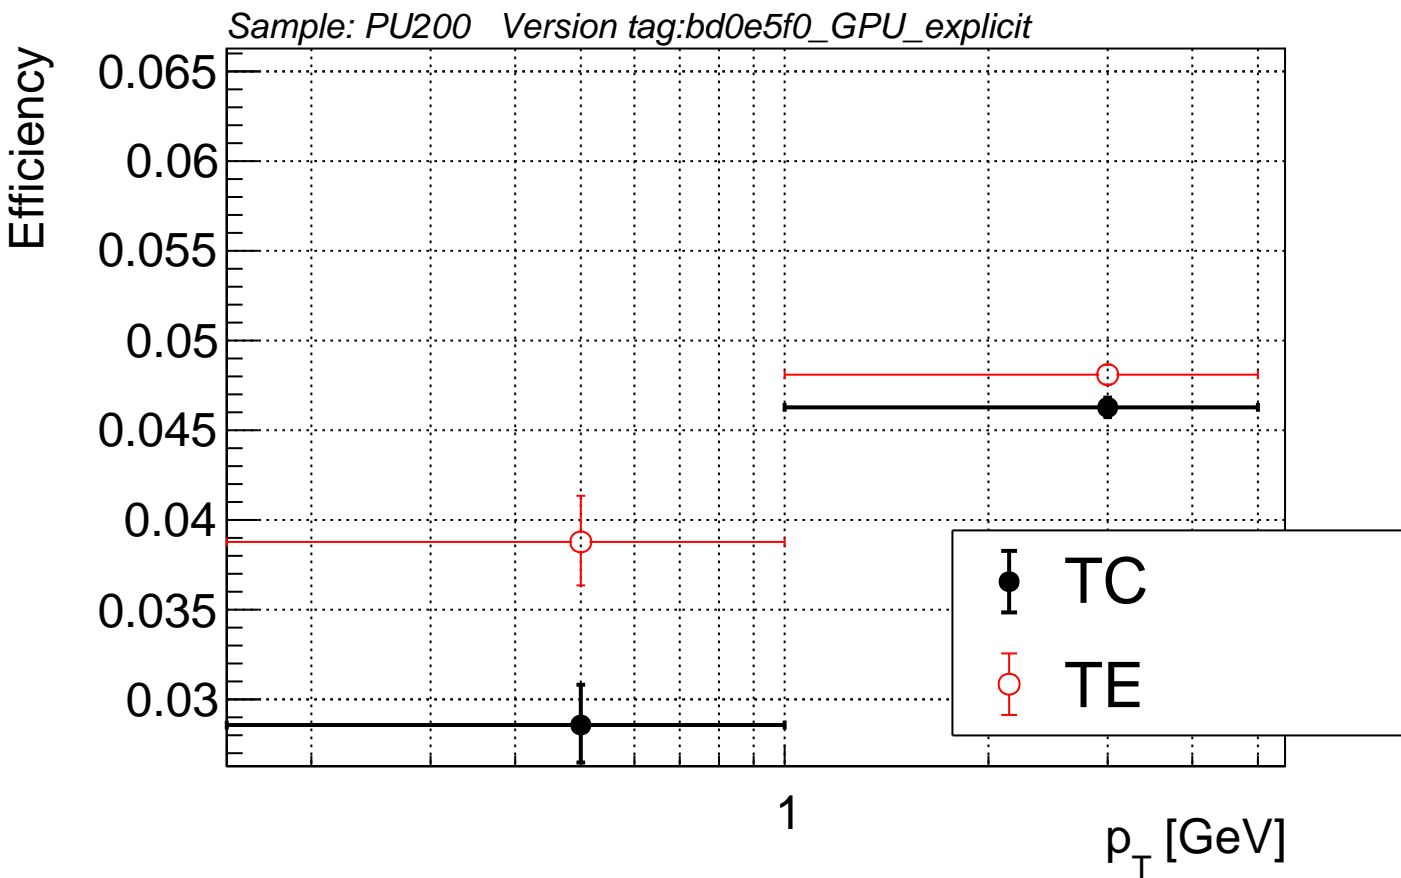 Sample: PU200 Version tag:bd0e5f0_GPU_explicit
Efficiency
0.065
0.06
0.055
0.05
0.045
0.04
0.035
0.03
TC
TE
1
p_T [GeV]